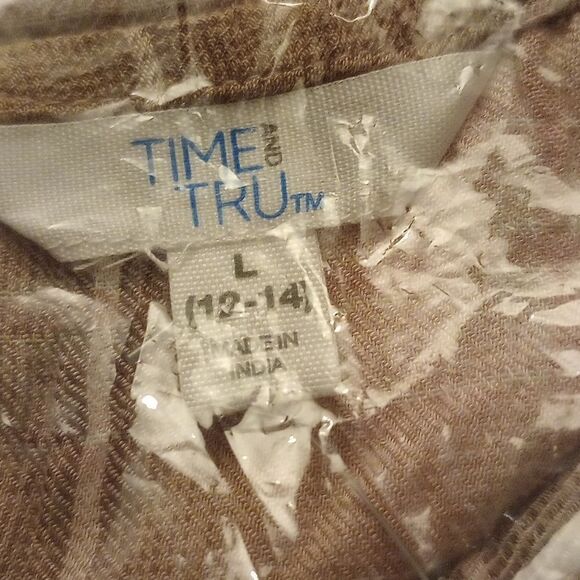 TIME AND
TRU™
L
(12-14)
MADE IN
INDIA